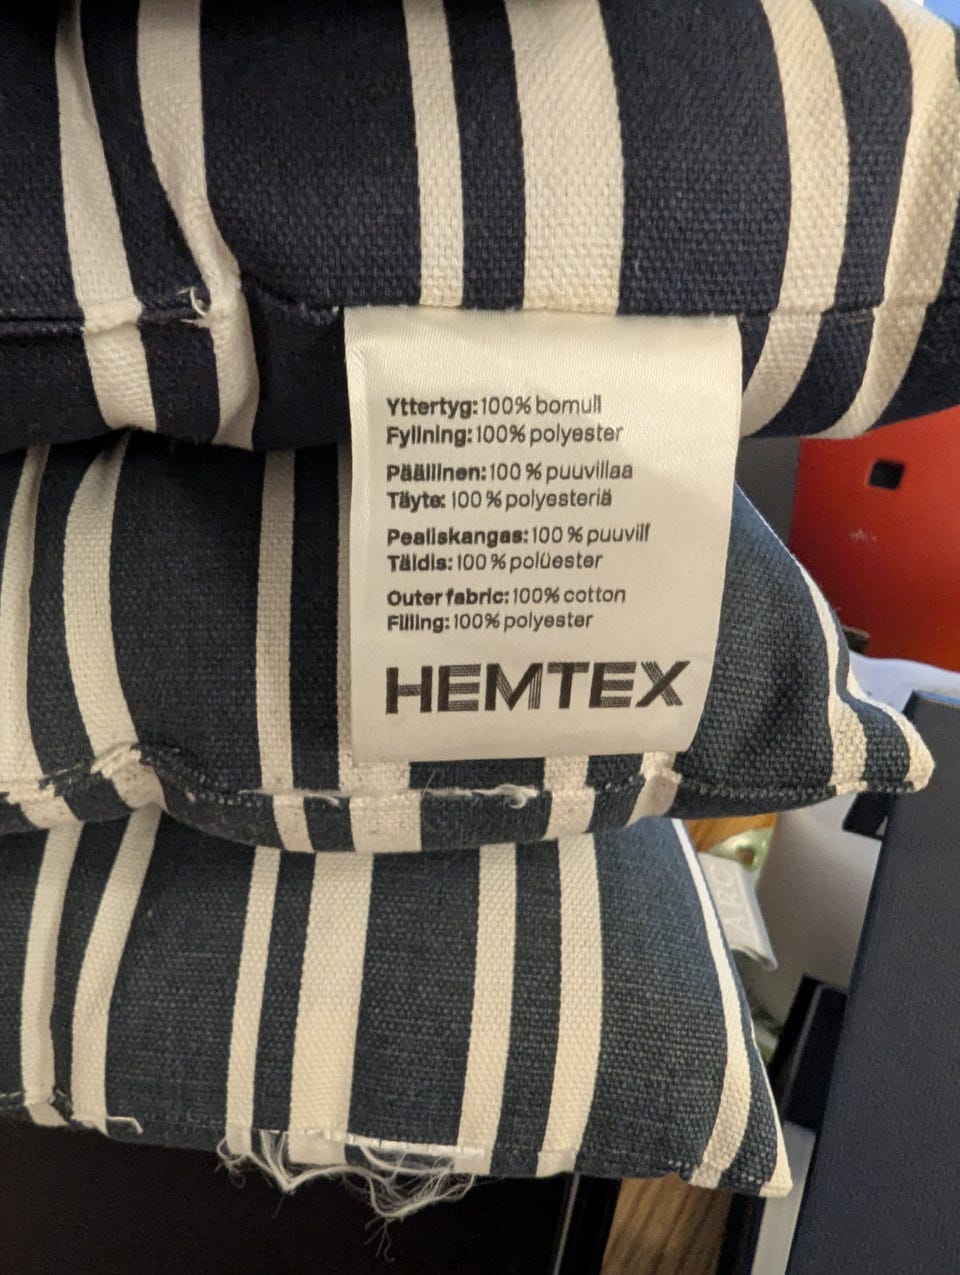 Yttertyg: 100% bomull
Fyllning: 100% polyester
Päällinen: 100 % puuvillaa
Täyte: 100 % polyesteriä
Pealiskangas: 100 % puuvill
Täidis: 100 % polüester
Outer fabric: 100% cotton
Filling: 100% polyester
HEMTEX